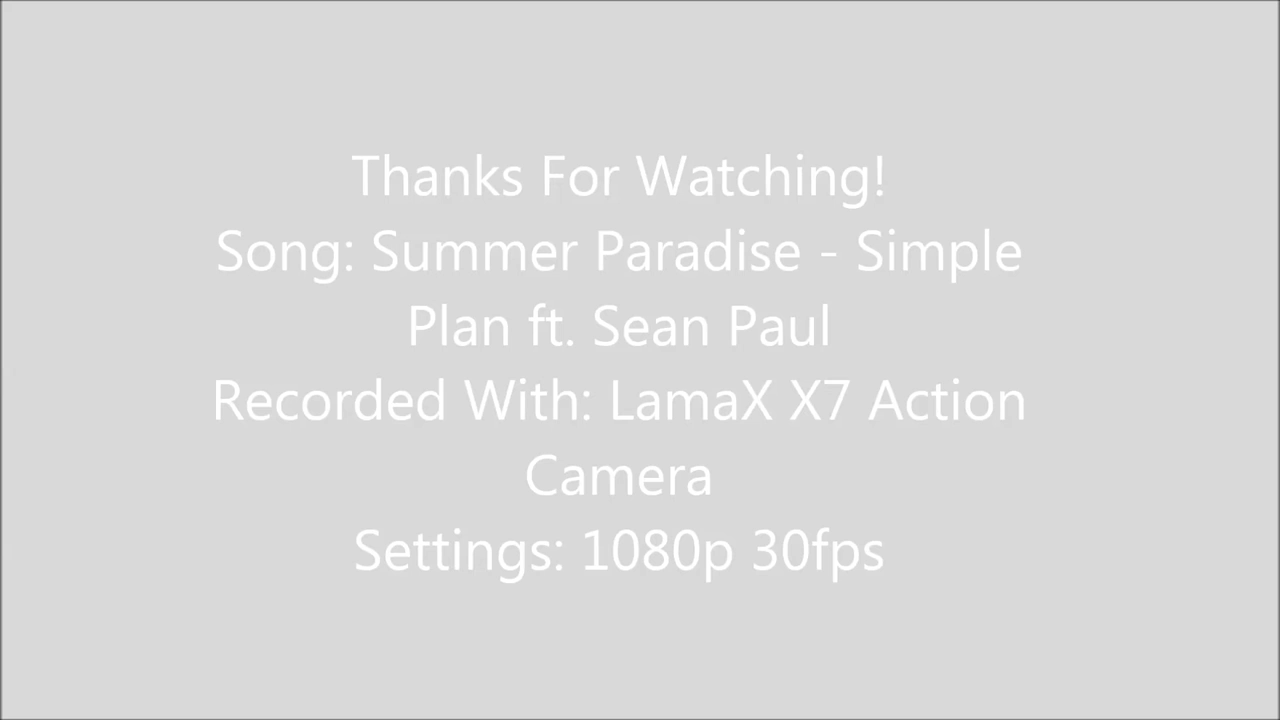 Thanks For Watching!
Song: Summer Paradise - Simple
Plan ft. Sean Paul
Recorded With: LamaX X7 Action
Camera
Settings: 1080p 30fps